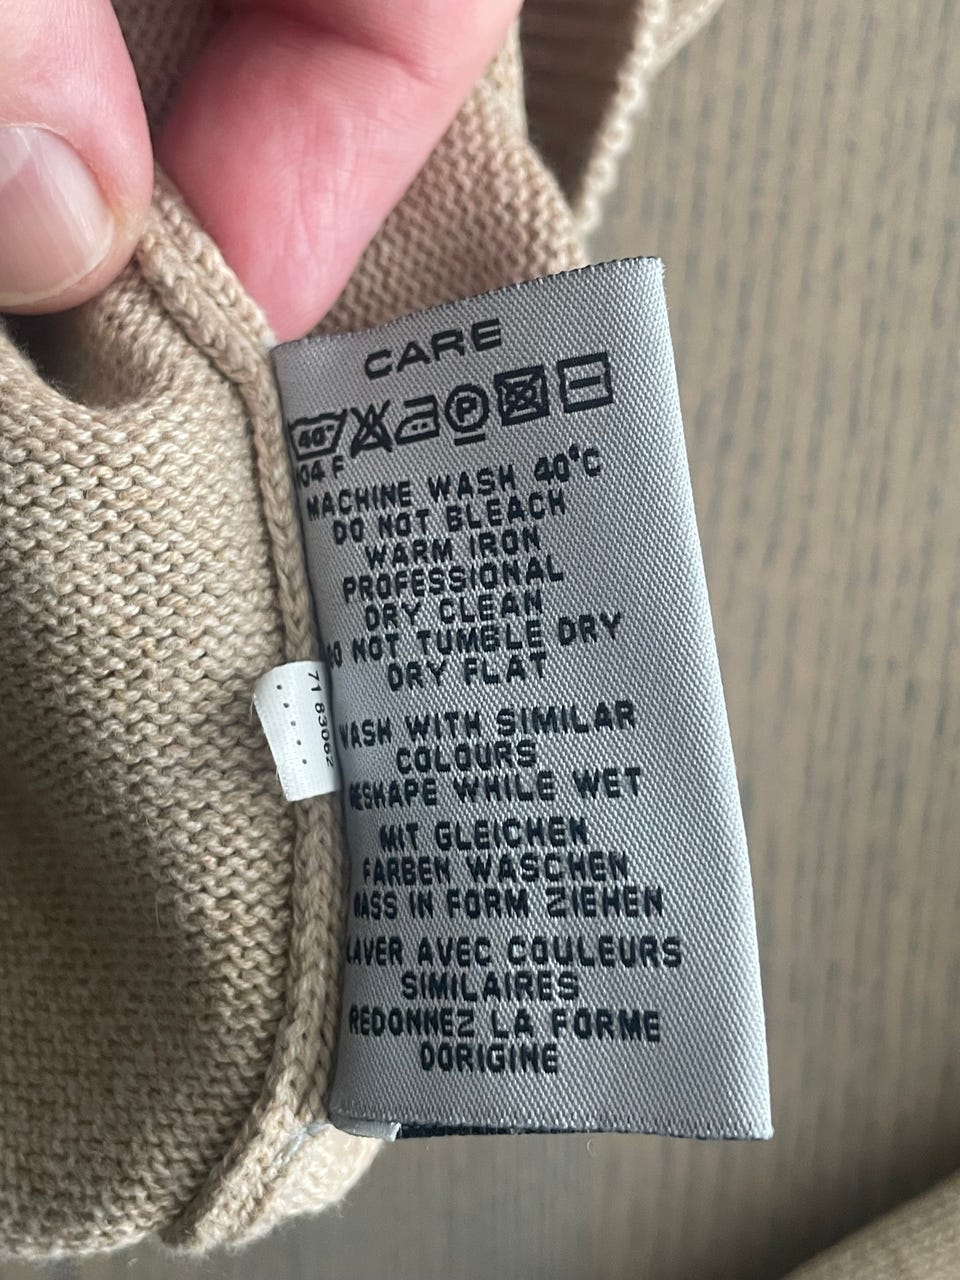 CARE
40°
P
104 F
MACHINE WASH 40°C
DO NOT BLEACH
WARM IRON
PROFESSIONAL
DRY CLEAN
DO NOT TUMBLE DRY
DRY FLAT
WASH WITH SIMILAR
COLOURS
RESHAPE WHILE WET
MIT GLEICHEN
FARBEN WASCHEN
NASS IN FORM ZIEHEN
LAVER AVEC COULEURS
SIMILAIRES
REDONNEZ LA FORME
DORIGINE
71 83062